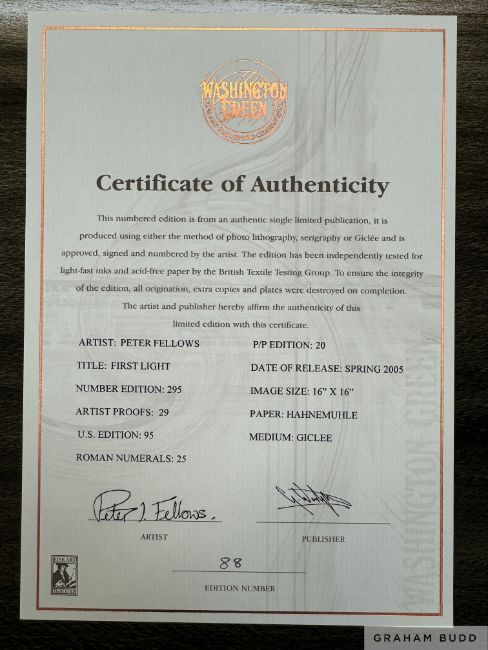 WASHINGTON
GREEN
Certificate of Authenticity
This numbered edition is from an authentic single limited publication, it is
produced using either the method of photo lithography, serigraphy or Giclée and is
approved, signed and numbered by the artist. The edition has been independently tested for
light-fast inks and acid-free paper by the British Textile Testing Group. To ensure the integrity
of the edition, all origination, extra copies and plates were destroyed on completion.
The artist and publisher hereby affirm the authenticity of this
limited edition with this certificate.
ARTIST: PETER FELLOWS
P/P EDITION: 20
TITLE: FIRST LIGHT
DATE OF RELEASE: SPRING 2005
NUMBER EDITION: 295
IMAGE SIZE: 16" X 16"
ARTIST PROOFS: 29
PAPER: HAHNEMUHLE
U.S. EDITION: 95
MEDIUM: GICLEE
ROMAN NUMERALS: 25
Peter J. Fellows.
ARTIST
PUBLISHER
88
EDITION NUMBER
FINE ART
WASHINGTON GREEN
GRAHAM BUDD